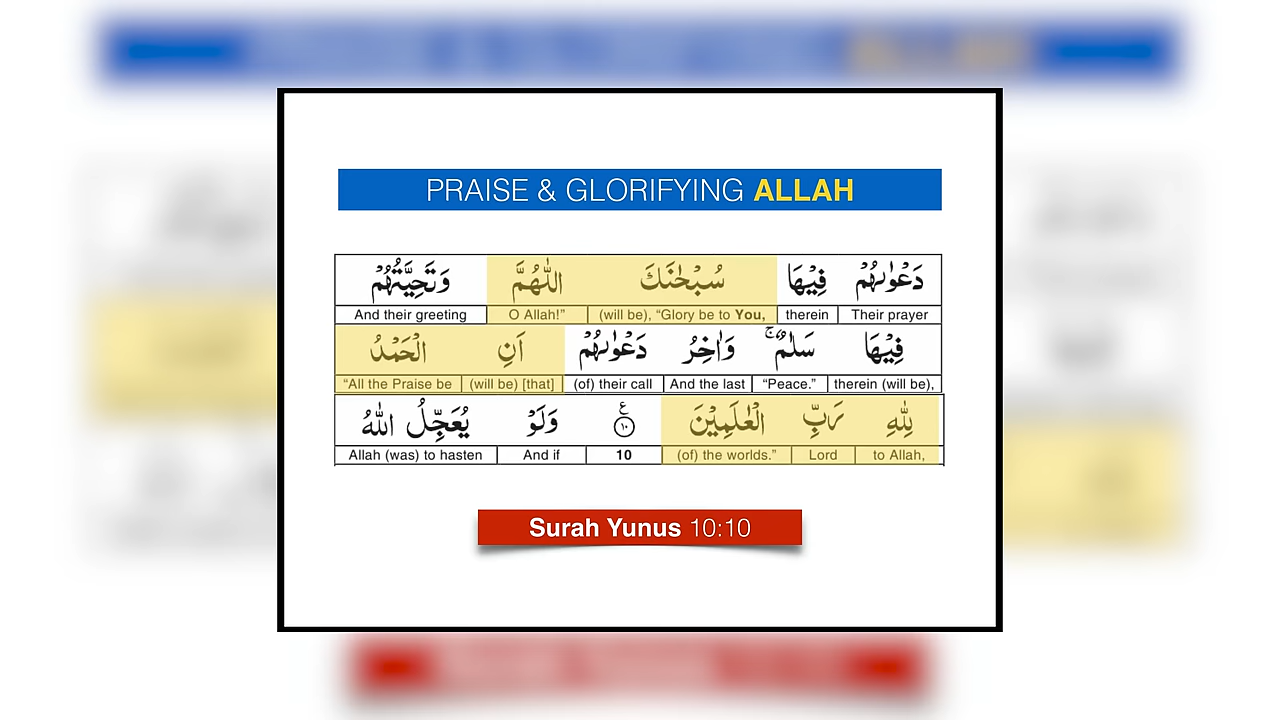 PRAISE & GLORIFYING ALLAH
دَعْوٰىهُمْ فِيْهَا سُبْحٰنَكَ اللّٰهُمَّ وَتَحِيَّتُهُمْ
Their prayer therein (will be), “Glory be to You, O Allah!” And their greeting
فِيْهَا سَلٰمٌ ۚ وَاٰخِرُ دَعْوٰىهُمْ اَنِ الْحَمْدُ
therein (will be), “Peace.” And the last (of) their call (will be) [that] “All the Praise be
لِلّٰهِ رَبِّ الْعٰلَمِيْنَ ع ١٠ وَلَوْ يُعَجِّلُ اللّٰهُ
to Allah, Lord (of) the worlds.” 10 And if Allah (was) to hasten
Surah Yunus 10:10